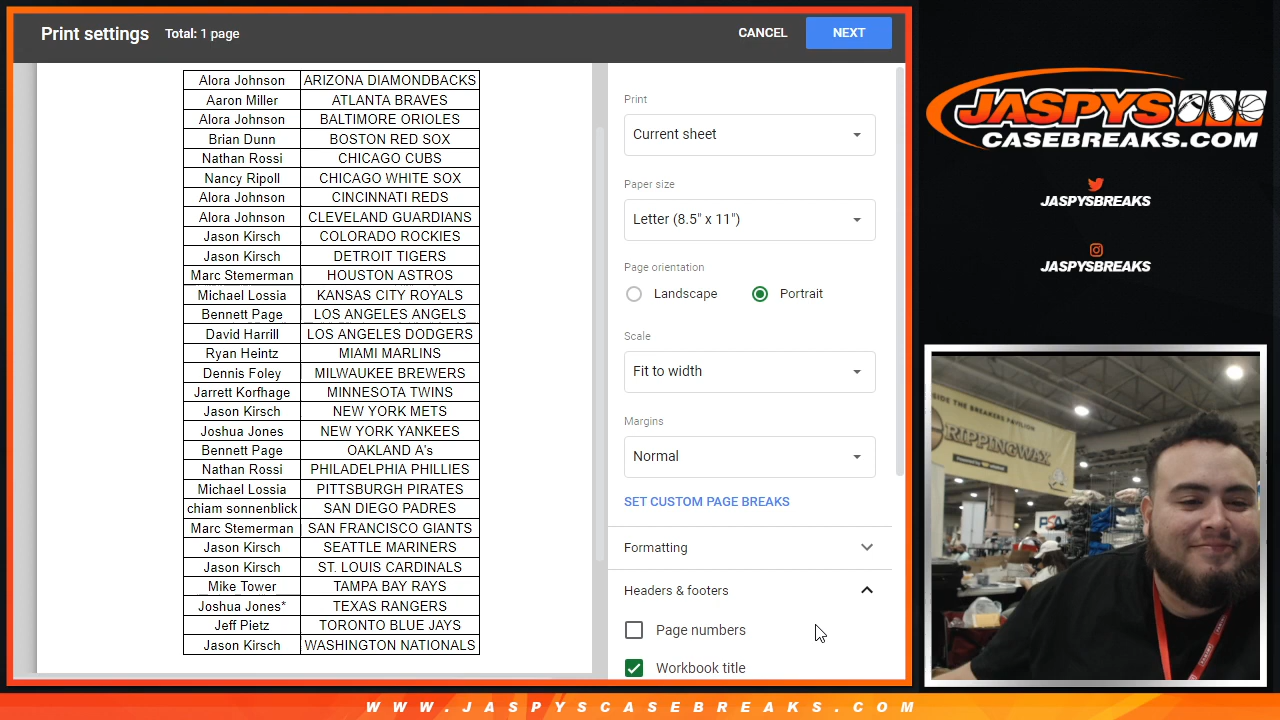 Print settings Total: 1 page CANCEL NEXT
Alora Johnson ARIZONA DIAMONDBACKS
Aaron Miller ATLANTA BRAVES
Alora Johnson BALTIMORE ORIOLES
Brian Dunn BOSTON RED SOX
Nathan Rossi CHICAGO CUBS
Nancy Ripoll CHICAGO WHITE SOX
Alora Johnson CINCINNATI REDS
Alora Johnson CLEVELAND GUARDIANS
Jason Kirsch COLORADO ROCKIES
Jason Kirsch DETROIT TIGERS
Marc Stemerman HOUSTON ASTROS
Michael Lossia KANSAS CITY ROYALS
Bennett Page LOS ANGELES ANGELS
David Harrill LOS ANGELES DODGERS
Ryan Heintz MIAMI MARLINS
Dennis Foley MILWAUKEE BREWERS
Jarrett Korfhage MINNESOTA TWINS
Jason Kirsch NEW YORK METS
Joshua Jones NEW YORK YANKEES
Bennett Page OAKLAND A's
Nathan Rossi PHILADELPHIA PHILLIES
Michael Lossia PITTSBURGH PIRATES
chiam sonnenblick SAN DIEGO PADRES
Marc Stemerman SAN FRANCISCO GIANTS
Jason Kirsch SEATTLE MARINERS
Jason Kirsch ST. LOUIS CARDINALS
Mike Tower TAMPA BAY RAYS
Joshua Jones* TEXAS RANGERS
Jeff Pietz TORONTO BLUE JAYS
Jason Kirsch WASHINGTON NATIONALS
Print
Current sheet
Paper size
Letter (8.5" x 11")
Page orientation
Landscape Portrait
Scale
Fit to width
Margins
Normal
SET CUSTOM PAGE BREAKS
Formatting
Headers & footers
Page numbers
Workbook title
JASPYS
CASEBREAKS.COM
JASPYSBREAKS
JASPYSBREAKS
SIDE THE BREAKERS PAVILION
RIPPINGWAX
PSA
WWW.JASPYSCASEBREAKS.COM